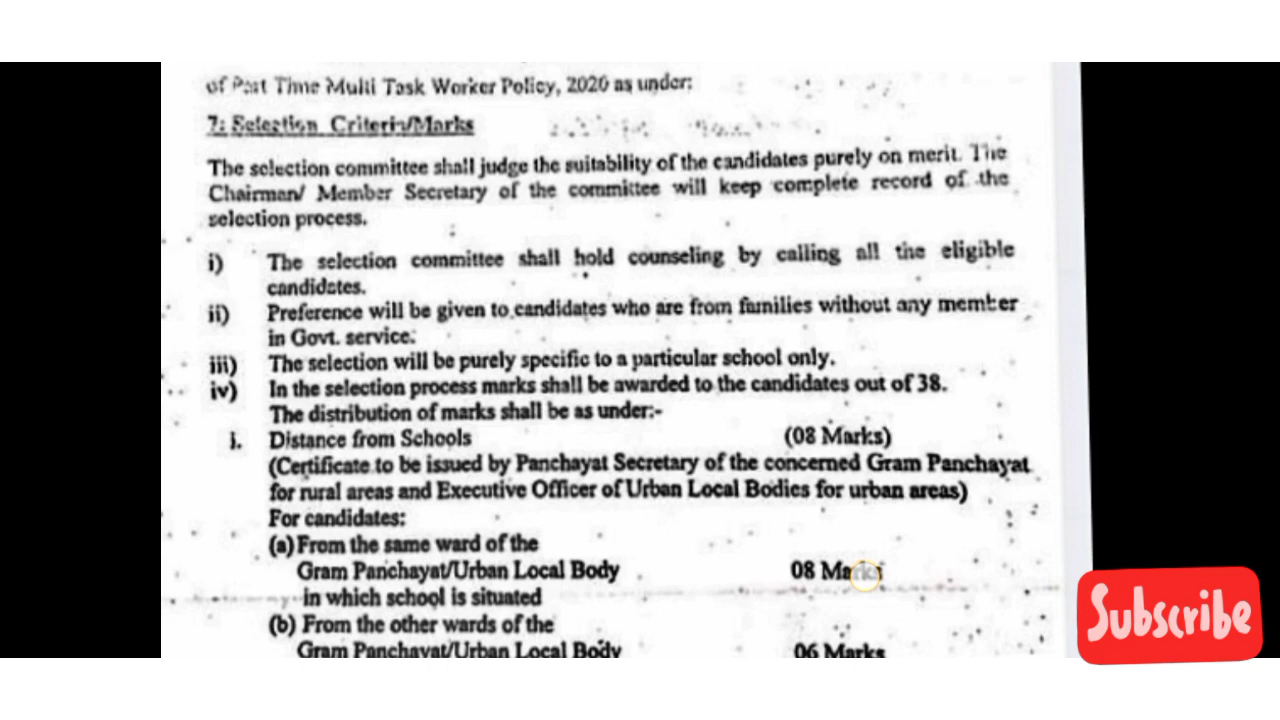 of Part Time Multi Task Worker Policy, 2020 as under:
7: Selection Criteria/Marks
The selection committee shall judge the suitability of the candidates purely on merit. The
Chairman/ Member Secretary of the committee will keep complete record of the
selection process.
i) The selection committee shall hold counseling by calling all the eligible
candidates.
ii) Preference will be given to candidates who are from families without any member
in Govt. service.
iii) The selection will be purely specific to a particular school only.
iv) In the selection process marks shall be awarded to the candidates out of 38.
The distribution of marks shall be as under:-
i. Distance from Schools (08 Marks)
(Certificate to be issued by Panchayat Secretary of the concerned Gram Panchayat
for rural areas and Executive Officer of Urban Local Bodies for urban areas)
For candidates:
(a) From the same ward of the
Gram Panchayat/Urban Local Body 08 Marks
in which school is situated
(b) From the other wards of the
Gram Panchayat/Urban Local Body 06 Marks
Subscribe